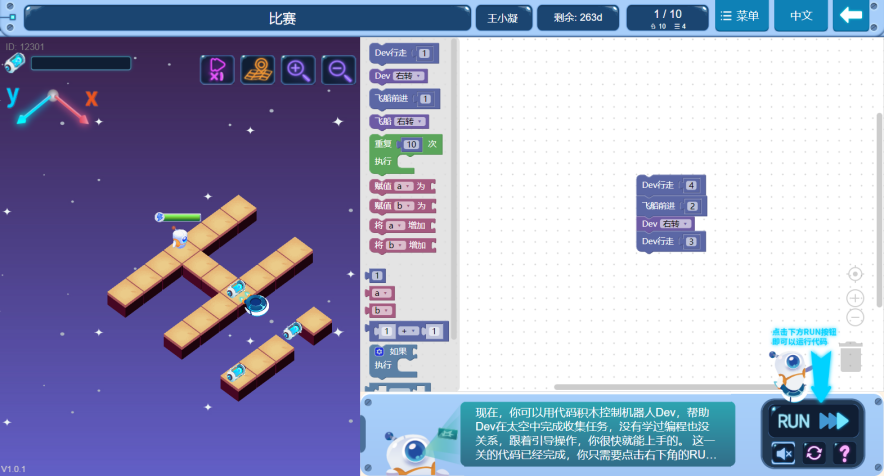 比赛
王小凝
剩余: 263d
1 / 10
10 4
菜单
中文
ID: 12301
X1
y
x
Dev行走 1
Dev 右转
飞船前进 1
飞船 右转
重复 10 次
执行
赋值 a 为
赋值 b 为
将 a 增加
将 b 增加
1
a
b
1 + 1
如果
执行
Dev行走 4
飞船前进 2
Dev 右转
Dev行走 3
点击下方RUN按钮
即可以运行代码
现在，你可以用代码积木控制机器人Dev，帮助
Dev在太空中完成收集任务，没有学过编程也没
关系，跟着引导操作，你很快就能上手的。 这一
关的代码已经完成，你只需要点击右下角的RU...
RUN
?
V1.0.1